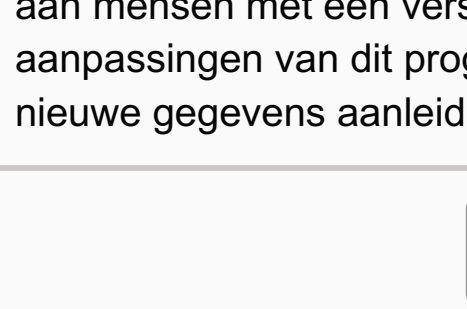 aan mensen met een vers
aanpassingen van dit prog
nieuwe gegevens aanleid